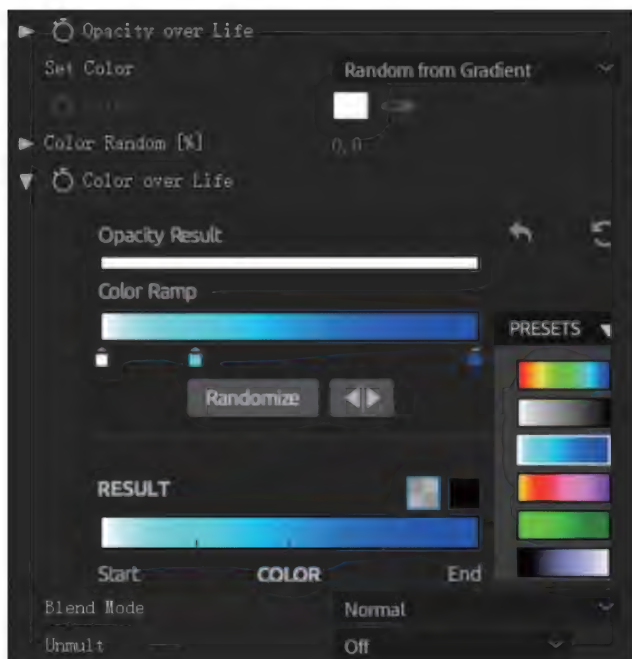 Opacity over Life
Set Color Random from Gradient
Color Random [%] 0.0
Color over Life
Opacity Result
Color Ramp
PRESETS
Randomize
RESULT
Start COLOR End
Blend Mode Normal
Unmult Off